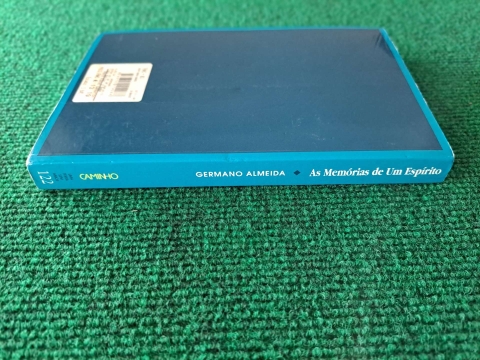 122 CAMINHO GERMANO ALMEIDA ◆ As Memórias de Um Espírito